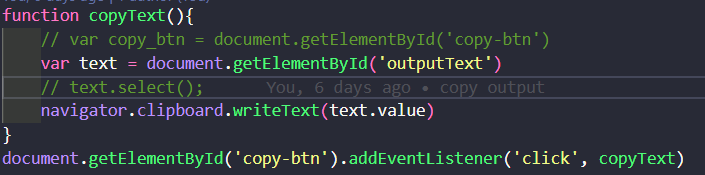 function copyText(){
// var copy_btn = document.getElementById('copy-btn')
var text = document.getElementById('outputText')
// text.select(); You, 6 days ago • copy output
navigator.clipboard.writeText(text.value)
}
document.getElementById('copy-btn').addEventListener('click', copyText)